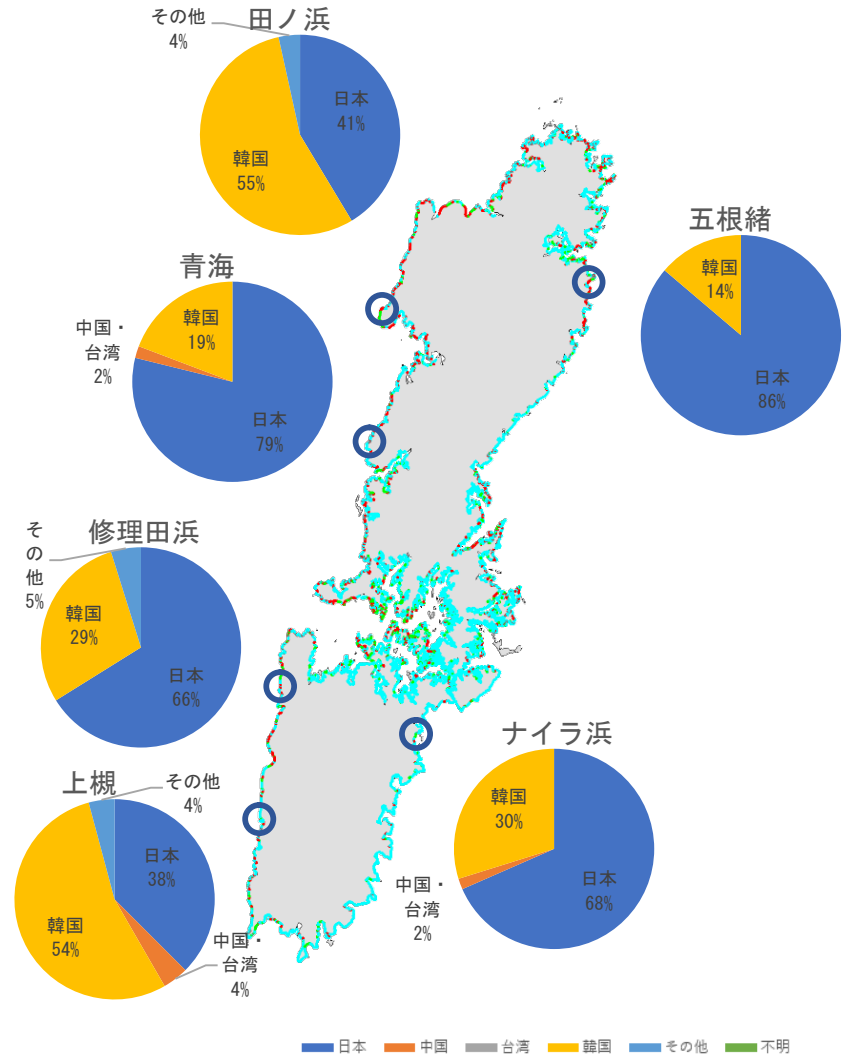 田ノ浜
その他
4%
日本
41%
韓国
55%
五根緒
韓国
14%
日本
86%
青海
韓国
19%
中国・
台湾
2%
日本
79%
修理田浜
そ
の
他
5%
韓国
29%
日本
66%
ナイラ浜
韓国
30%
中国・
台湾
2%
日本
68%
上槻
その他
4%
日本
38%
韓国
54%
中国・
台湾
4%
日本 中国 台湾 韓国 その他 不明